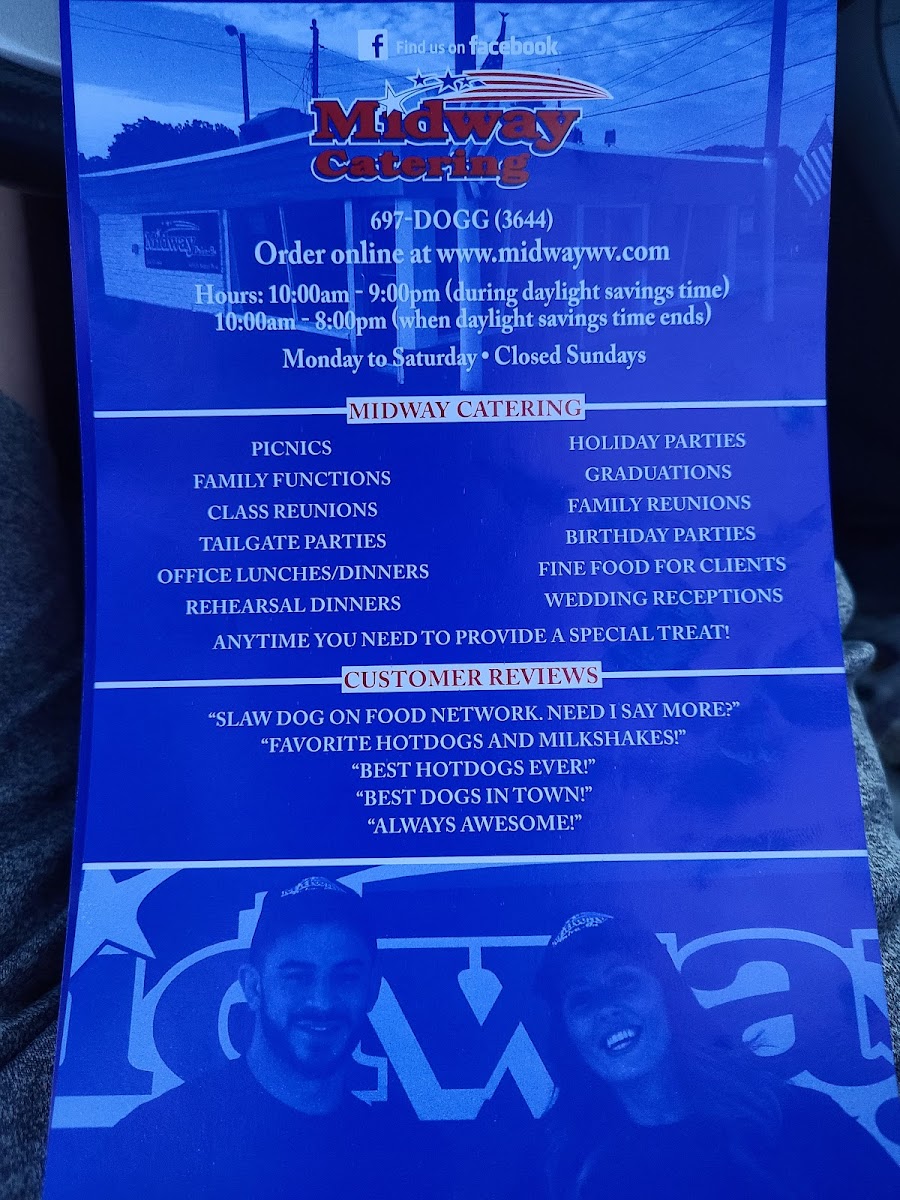 f Find us on facebook
Midway
Catering
Midway
697-DOGG (3644)
Order online at www.midwaywv.com
Hours: 10:00am - 9:00pm (during daylight savings time)
10:00am - 8:00pm (when daylight savings time ends)
Monday to Saturday • Closed Sundays
MIDWAY CATERING
PICNICS
FAMILY FUNCTIONS
CLASS REUNIONS
TAILGATE PARTIES
OFFICE LUNCHES/DINNERS
REHEARSAL DINNERS
HOLIDAY PARTIES
GRADUATIONS
FAMILY REUNIONS
BIRTHDAY PARTIES
FINE FOOD FOR CLIENTS
WEDDING RECEPTIONS
ANYTIME YOU NEED TO PROVIDE A SPECIAL TREAT!
CUSTOMER REVIEWS
“SLAW DOG ON FOOD NETWORK. NEED I SAY MORE?”
“FAVORITE HOTDOGS AND MILKSHAKES!”
“BEST HOTDOGS EVER!”
“BEST DOGS IN TOWN!”
“ALWAYS AWESOME!”
idwa